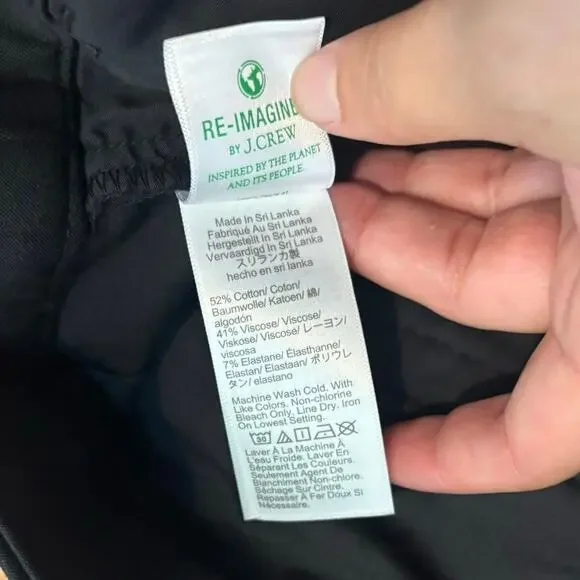 RE-IMAGINE
BY J.CREW
INSPIRED BY THE PLANET
AND ITS PEOPLE.
Made In Sri Lanka
Fabriqué Au Sri Lanka
Hergestellt In Sri Lanka
Vervaardigd In Sri Lanka
スリランカ製
hecho en sri lanka
52% Cotton/ Coton/
Baumwolle/ Katoen/ 綿/
algodón
41% Viscose/ Viscose/
Viskose/ Viscose/ レーヨン/
viscosa
7% Elastane/ Élasthanne/
Elastan/ Elastaan/ ポリウレ
タン/ elastano
Machine Wash Cold. With
Like Colors. Non-chlorine
Bleach Only. Line Dry. Iron
On Lowest Setting.
30
Laver À La Machine À
L'eau Froide. Laver En
Séparant Les Couleurs.
Seulement Agent De
Blanchiment Non-chlore.
Séchage Sur Cintre.
Repasser À Fer Doux Si
Nécessaire.